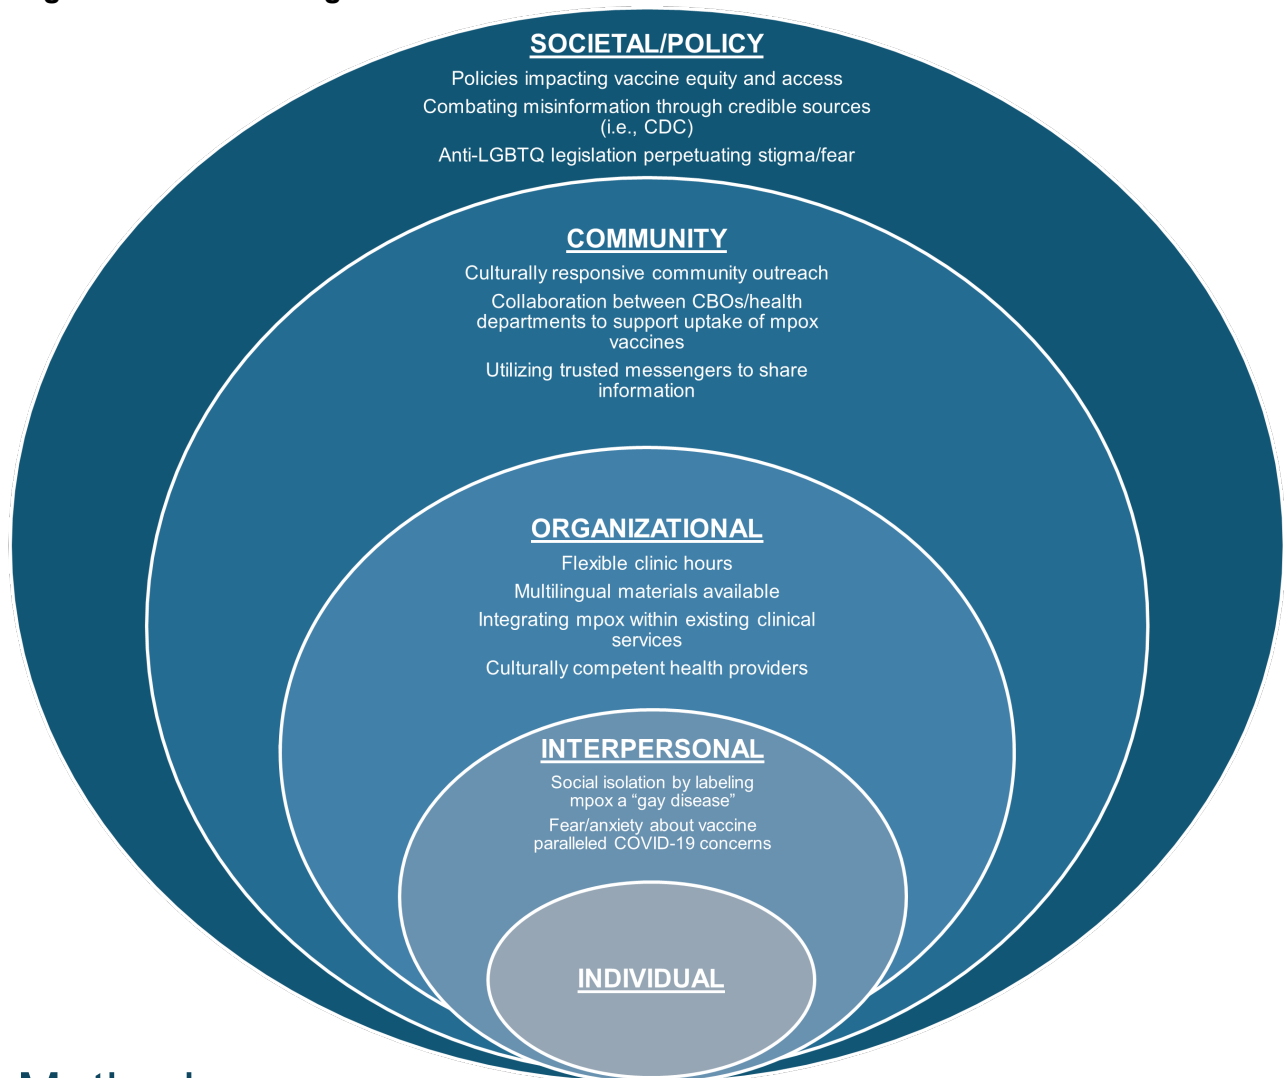 SOCIETAL/POLICY
Policies impacting vaccine equity and access
Combating misinformation through credible sources
(i.e., CDC)
Anti-LGBTQ legislation perpetuating stigma/fear
COMMUNITY
Culturally responsive community outreach
Collaboration between CBOs/health
departments to support uptake of mpox
vaccines
Utilizing trusted messengers to share
information
ORGANIZATIONAL
Flexible clinic hours
Multilingual materials available
Integrating mpox within existing clinical
services
Culturally competent health providers
INTERPERSONAL
Social isolation by labeling
mpox a “gay disease”
Fear/anxiety about vaccine
paralleled COVID-19 concerns
INDIVIDUAL